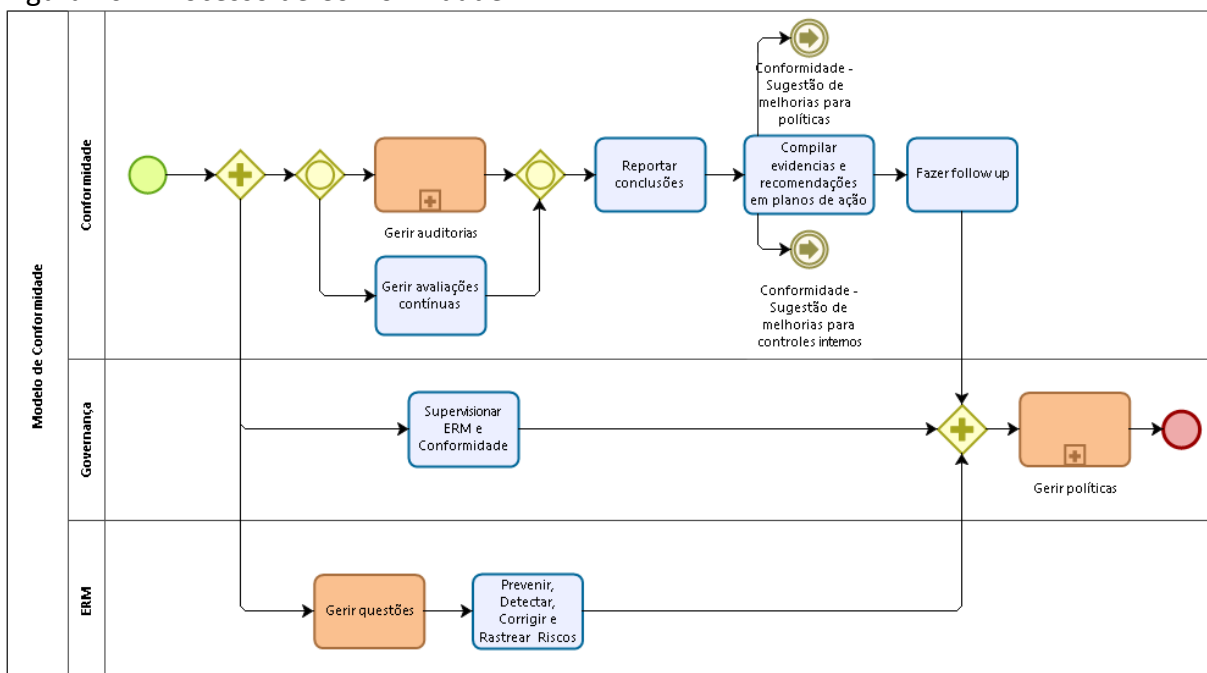 Modelo de Conformidade
Conformidade
Gerir auditorias
Gerir avaliações
contínuas
Reportar
conclusões
Conformidade -
Sugestão de
melhorias para
políticas
Compilar
evidencias e
recomendações
em planos de ação
Conformidade -
Sugestão de
melhorias para
controles internos
Fazer follow up
Governança
Supervisionar
ERM e
Conformidade
Gerir políticas
ERM
Gerir questões
Prevenir,
Detectar,
Corrigir e
Rastrear Riscos